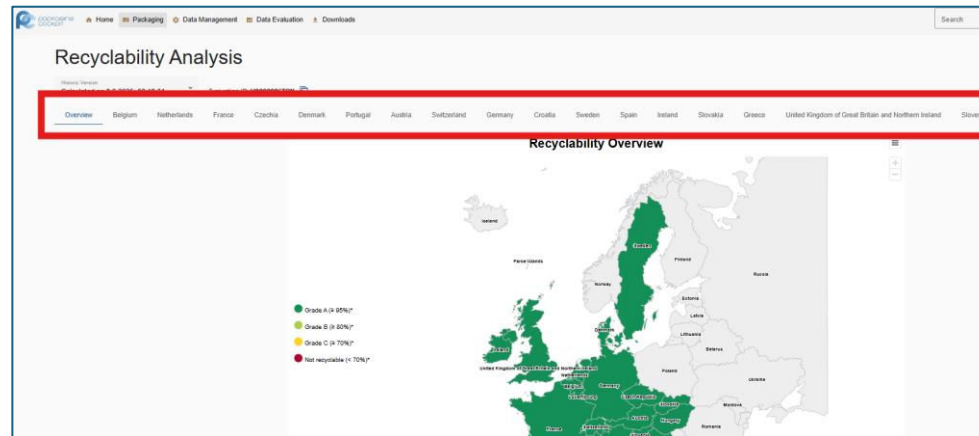 Home Packaging Data Management Data Evaluation Downloads Search
Recyclability Analysis
Historic Version
Overview Belgium Netherlands France Czechia Denmark Portugal Austria Switzerland Germany Croatia Sweden Spain Ireland Slovakia Greece United Kingdom of Great Britain and Northern Ireland Slove
Recyclability Overview
Iceland
Sweden
Faroe Islands
Finland
Russia
Norway
Estonia
Grade A (≥ 95%)*
Latvia
Grade B (≥ 80%)*
Denmark
Lithuania
Grade C (≥ 70%)*
Ireland
Belarus
Not recyclable (< 70%)*
United Kingdom of Great Britain and Northern Ireland
Netherlands
Poland
Belgium
Germany
Ukraine
Luxembourg
Czech Republic
Slovakia
Moldova
Austria
Hungary
France
Switzerland
Romania